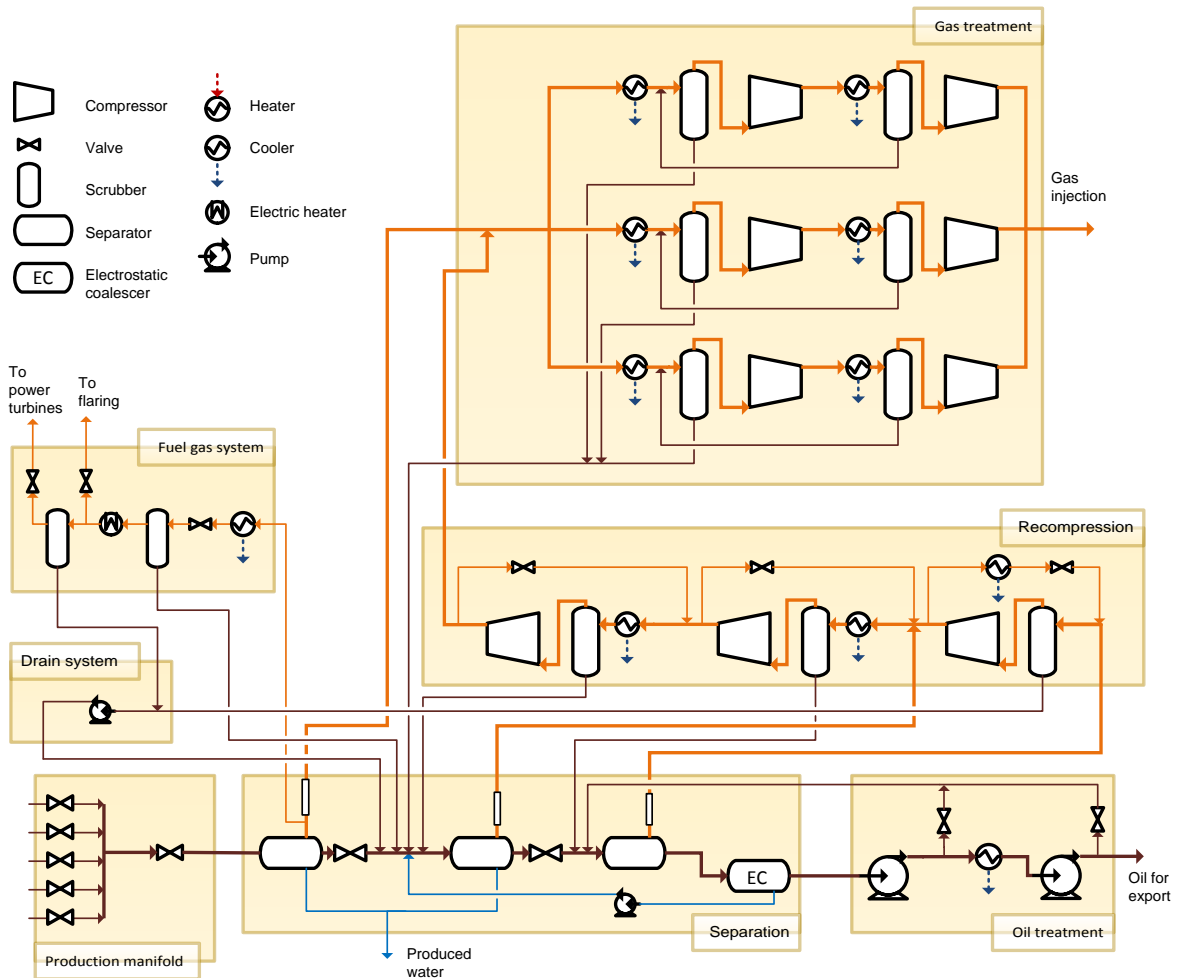 Gas treatment
Compressor
Heater
Valve
Cooler
Scrubber
Electric heater
Separator
Pump
EC
Electrostatic
coalescer
Gas
injection
To
power
turbines
To
flaring
Fuel gas system
Recompression
Drain system
EC
Oil for
export
Production manifold
Produced
water
Separation
Oil treatment